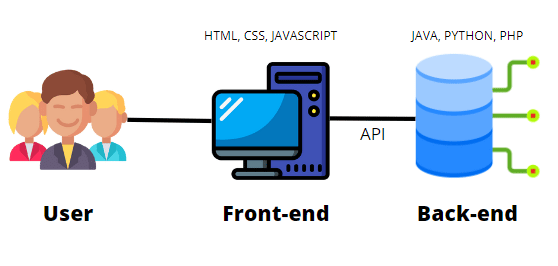 HTML, CSS, JAVASCRIPT
JAVA, PYTHON, PHP
API
User
Front-end
Back-end